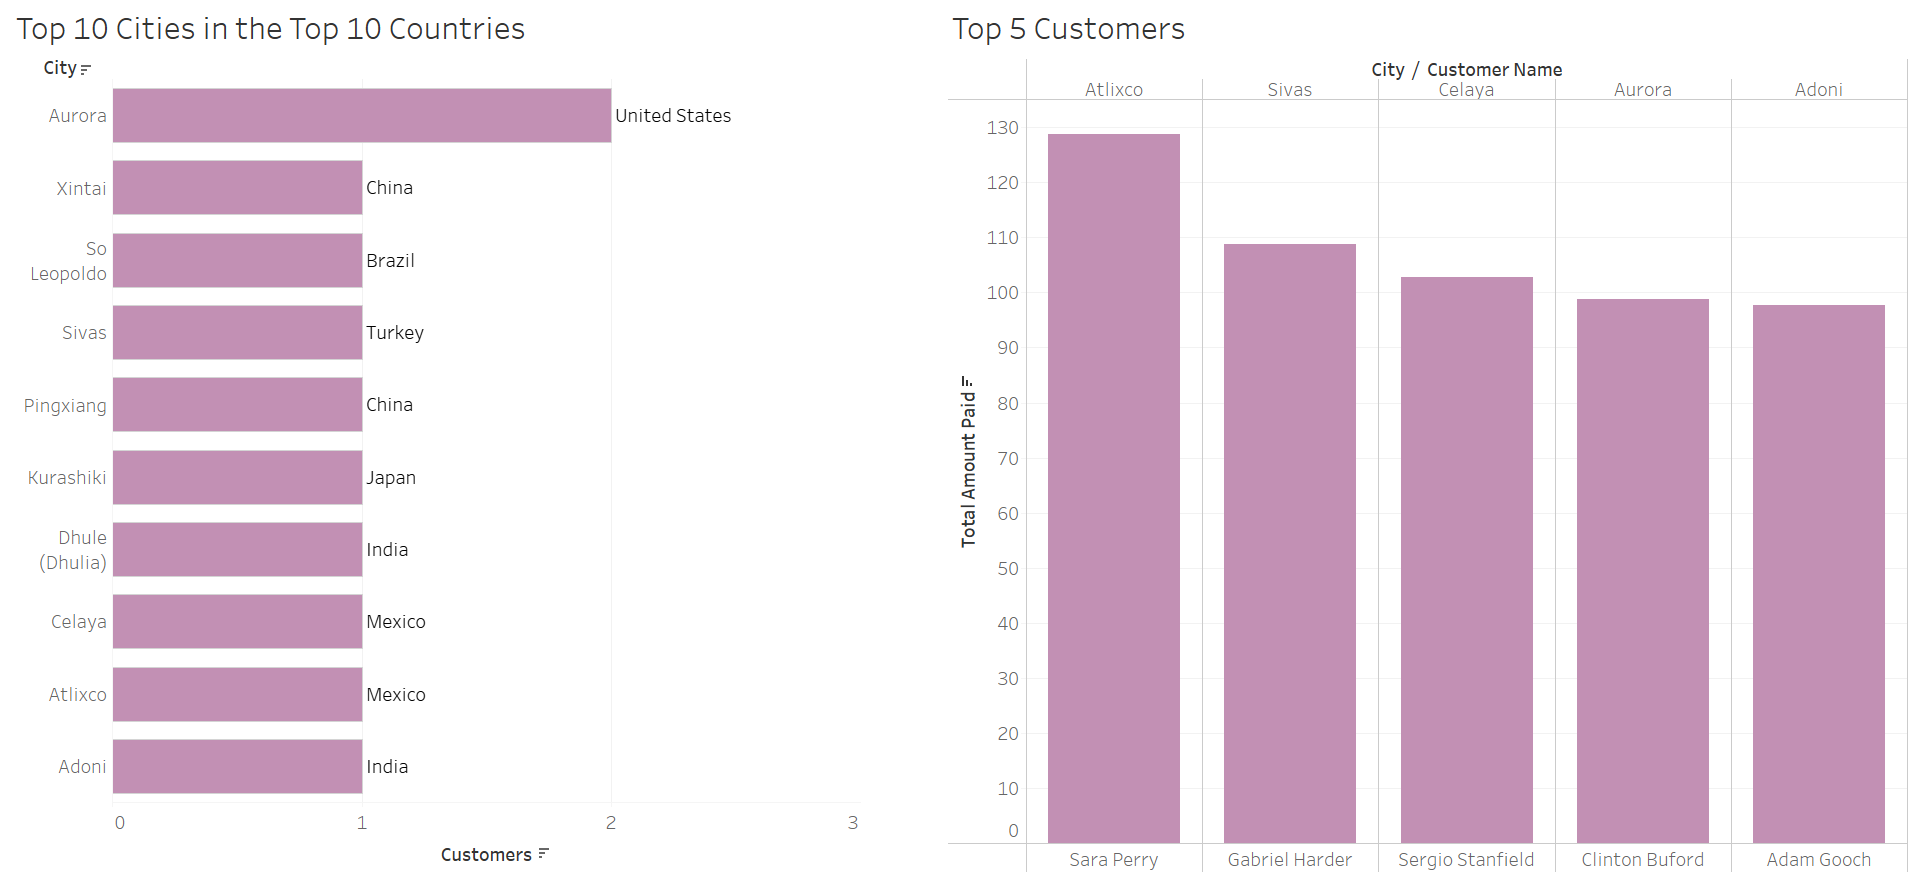 Top 10 Cities in the Top 10 Countries
City
Aurora
United States
Xintai
China
So
Leopoldo
Brazil
Sivas
Turkey
Pingxiang
China
Kurashiki
Japan
Dhule
(Dhulia)
India
Celaya
Mexico
Atlixco
Mexico
Adoni
India
0 1 2 3
Customers
Top 5 Customers
City / Customer Name
Atlixco Sivas Celaya Aurora Adoni
130
120
110
100
90
80
70
60
50
40
30
20
10
0
Total Amount Paid
Sara Perry Gabriel Harder Sergio Stanfield Clinton Buford Adam Gooch